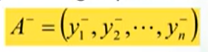 A⁻ = (y₁⁻, y₂⁻, ⋯, yₙ⁻)